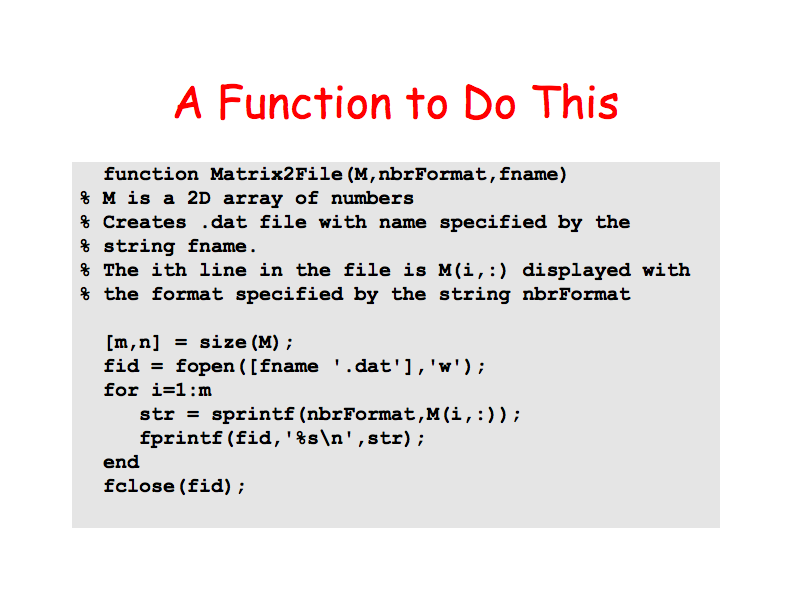 A Function to Do This
function Matrix2File(M,nbrFormat,fname)
% M is a 2D array of numbers
% Creates .dat file with name specified by the
% string fname.
% The ith line in the file is M(i,:) displayed with
% the format specified by the string nbrFormat
[m,n] = size(M);
fid = fopen([fname '.dat'],'w');
for i=1:m
str = sprintf(nbrFormat,M(i,:));
fprintf(fid,'%s\n',str);
end
fclose(fid);